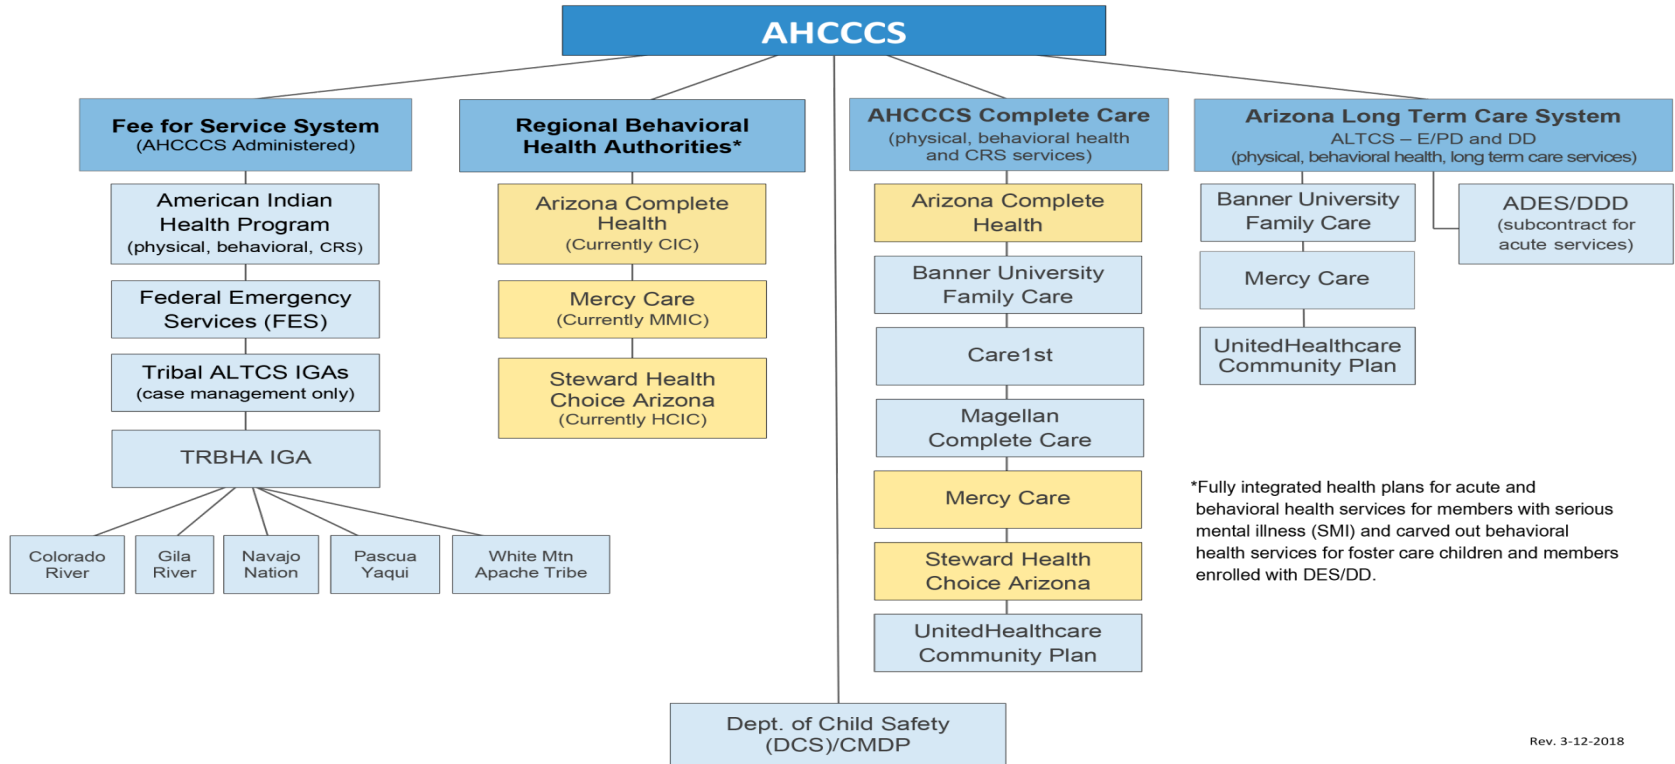 AHCCCS
Fee for Service System
(AHCCCS Administered)
American Indian
Health Program
(physical, behavioral, CRS)
Federal Emergency
Services (FES)
Tribal ALTCS IGAs
(case management only)
TRBHA IGA
Colorado
River
Gila
River
Navajo
Nation
Pascua
Yaqui
White Mtn
Apache Tribe
Regional Behavioral
Health Authorities*
Arizona Complete
Health
(Currently CIC)
Mercy Care
(Currently MMIC)
Steward Health
Choice Arizona
(Currently HCIC)
AHCCCS Complete Care
(physical, behavioral health
and CRS services)
Arizona Complete
Health
Banner University
Family Care
Care1st
Magellan
Complete Care
Mercy Care
Steward Health
Choice Arizona
UnitedHealthcare
Community Plan
Arizona Long Term Care System
ALTCS – E/PD and DD
(physical, behavioral health, long term care services)
Banner University
Family Care
Mercy Care
UnitedHealthcare
Community Plan
ADES/DDD
(subcontract for
acute services)
*Fully integrated health plans for acute and
behavioral health services for members with serious
mental illness (SMI) and carved out behavioral
health services for foster care children and members
enrolled with DES/DD.
Dept. of Child Safety
(DCS)/CMDP
Rev. 3-12-2018